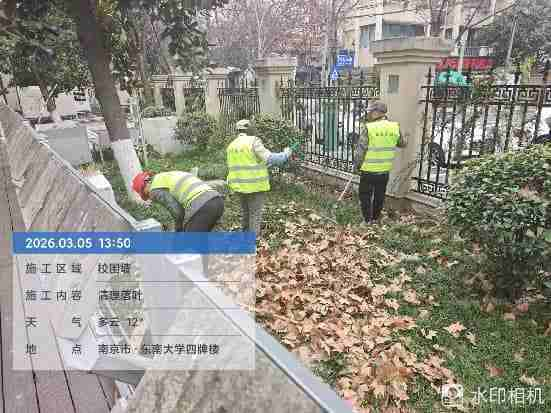 2026.03.05 13:50
施工区域 校围墙
施工内容 清理落叶
天气 多云 12°
地点 南京市·东南大学四牌楼
水印相机